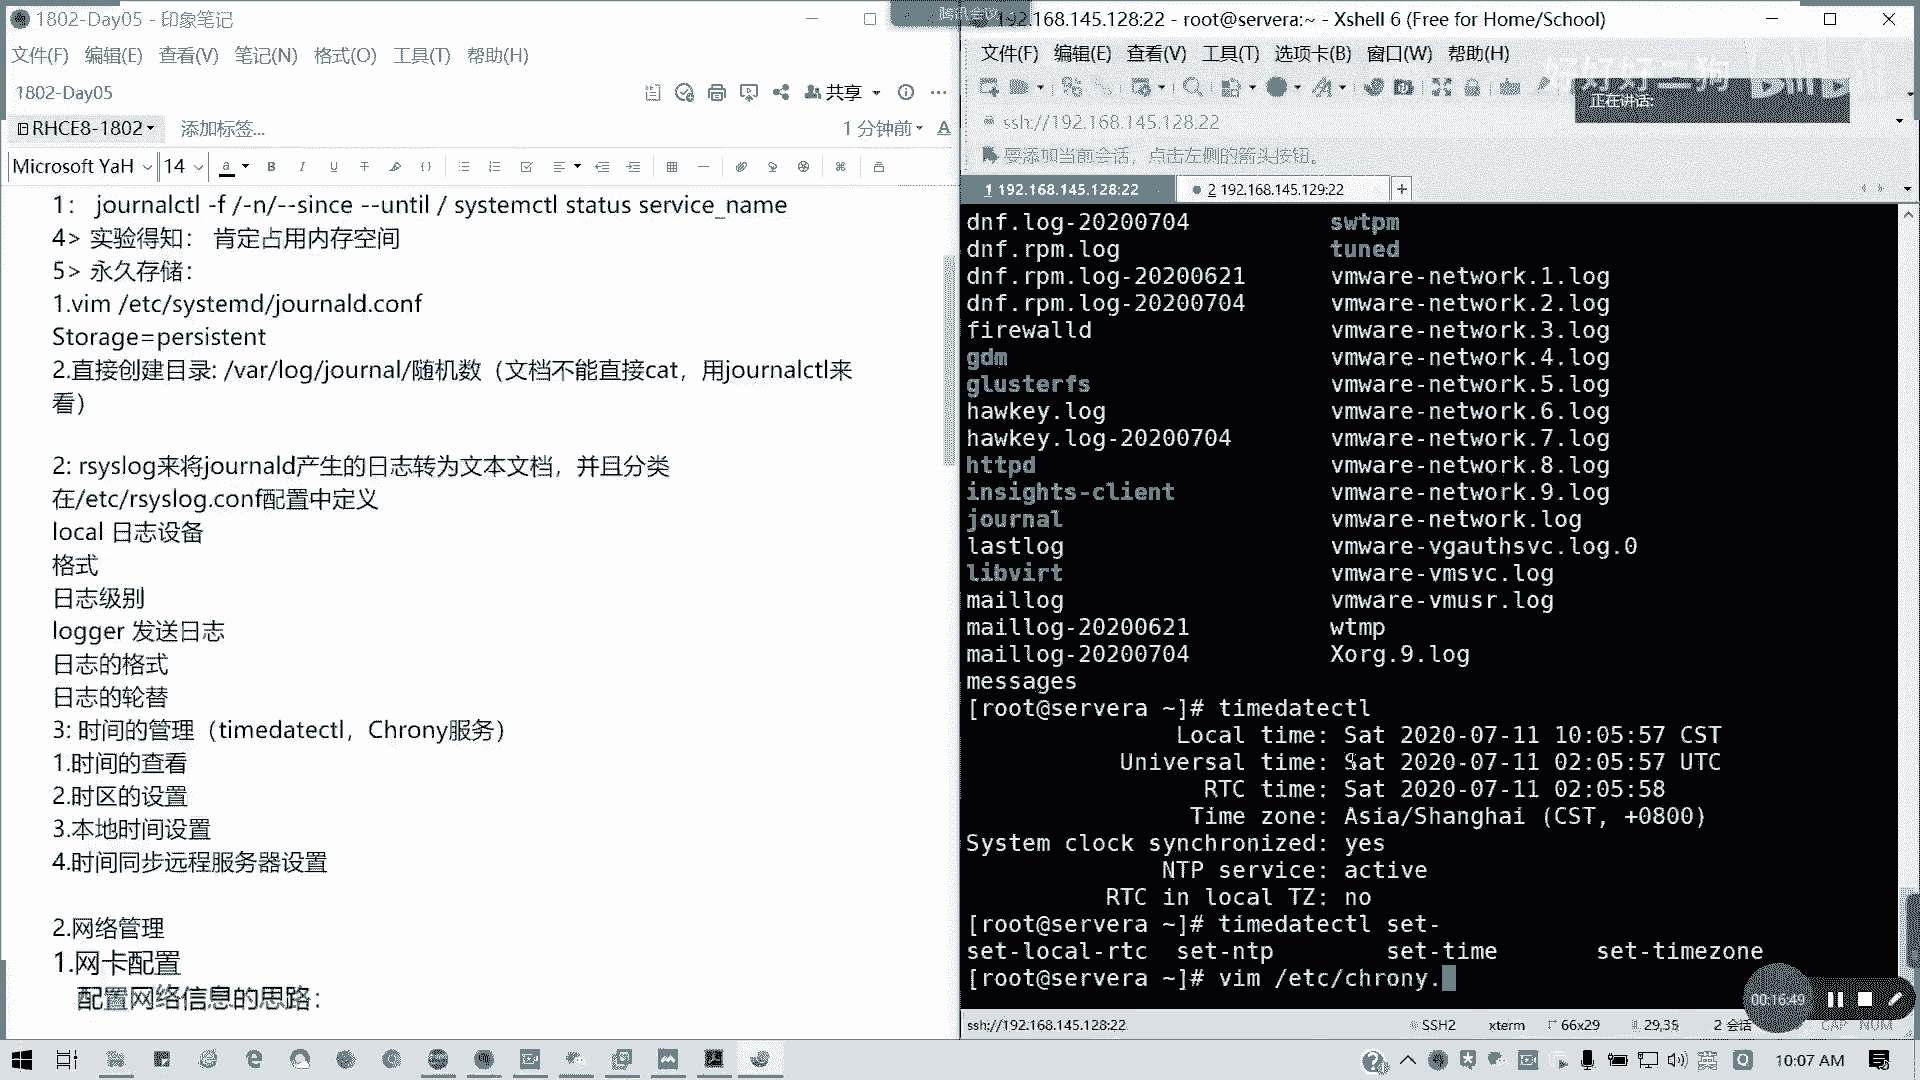 1802-Day05 - 印象笔记
文件(F) 编辑(E) 查看(V) 笔记(N) 格式(O) 工具(T) 帮助(H)
1802-Day05
共享
RHCE8-1802
添加标签...
1 分钟前
Microsoft YaH 14
1： journalctl -f /-n/--since --until / systemctl status service_name
4> 实验得知： 肯定占用内存空间
5> 永久存储：
1.vim /etc/systemd/journald.conf
Storage=persistent
2.直接创建目录: /var/log/journal/随机数（文档不能直接cat，用journalctl来
看）
2: rsyslog来将journald产生的日志转为文本文档，并且分类
在/etc/rsyslog.conf配置中定义
local 日志设备
格式
日志级别
logger 发送日志
日志的格式
日志的轮替
3: 时间的管理（timedatectl，Chrony服务）
1.时间的查看
2.时区的设置
3.本地时间设置
4.时间同步远程服务器设置
2.网络管理
1.网卡配置
配置网络信息的思路：
腾讯会议
192.168.145.128:22 - root@servera:~ - Xshell 6 (Free for Home/School)
文件(F) 编辑(E) 查看(V) 工具(T) 选项卡(B) 窗口(W) 帮助(H)
好好好二狗
正在讲话:
ssh://192.168.145.128:22
要添加当前会话，点击左侧的箭头按钮。
1 192.168.145.128:22
2 192.168.145.129:22
dnf.log-20200704 swtpm
dnf.rpm.log tuned
dnf.rpm.log-20200621 vmware-network.1.log
dnf.rpm.log-20200704 vmware-network.2.log
firewalld vmware-network.3.log
gdm vmware-network.4.log
glusterfs vmware-network.5.log
hawkey.log vmware-network.6.log
hawkey.log-20200704 vmware-network.7.log
httpd vmware-network.8.log
insights-client vmware-network.9.log
journal vmware-network.log
lastlog vmware-vgauthsvc.log.0
libvirt vmware-vmsvc.log
maillog vmware-vmusr.log
maillog-20200621 wtmp
maillog-20200704 Xorg.9.log
messages
[root@servera ~]# timedatectl
Local time: Sat 2020-07-11 10:05:57 CST
Universal time: Sat 2020-07-11 02:05:57 UTC
RTC time: Sat 2020-07-11 02:05:58
Time zone: Asia/Shanghai (CST, +0800)
System clock synchronized: yes
NTP service: active
RTC in local TZ: no
[root@servera ~]# timedatectl set-
set-local-rtc set-ntp set-time set-timezone
[root@servera ~]# vim /etc/chrony.
00:16:49
ssh://192.168.145.128:22 SSH2 xterm 66x29 29,35 2 会话 CAP NUM
英
10:07 AM